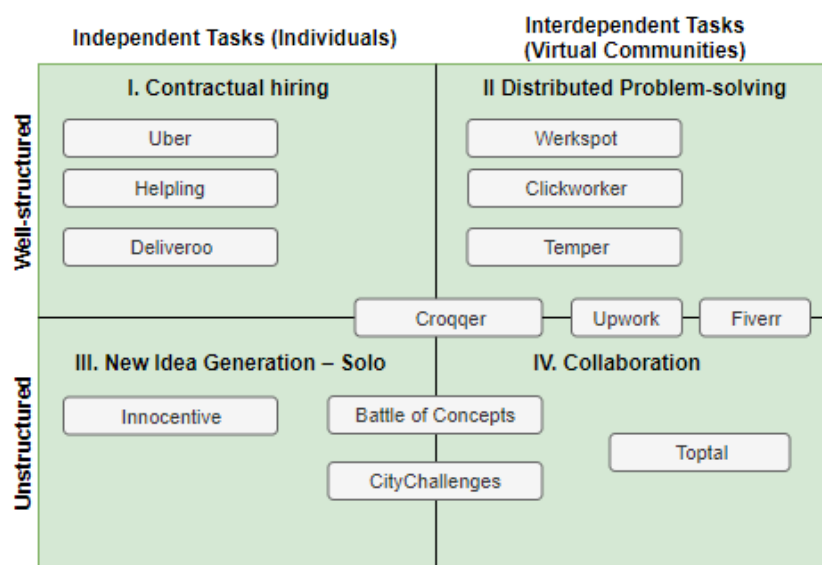 Independent Tasks (Individuals)
Interdependent Tasks
(Virtual Communities)
Well-structured
I. Contractual hiring
Uber
Helpling
Deliveroo
II Distributed Problem-solving
Werkspot
Clickworker
Temper
Croqqer
Upwork
Fiverr
Unstructured
III. New Idea Generation – Solo
Innocentive
Battle of Concepts
CityChallenges
IV. Collaboration
Toptal